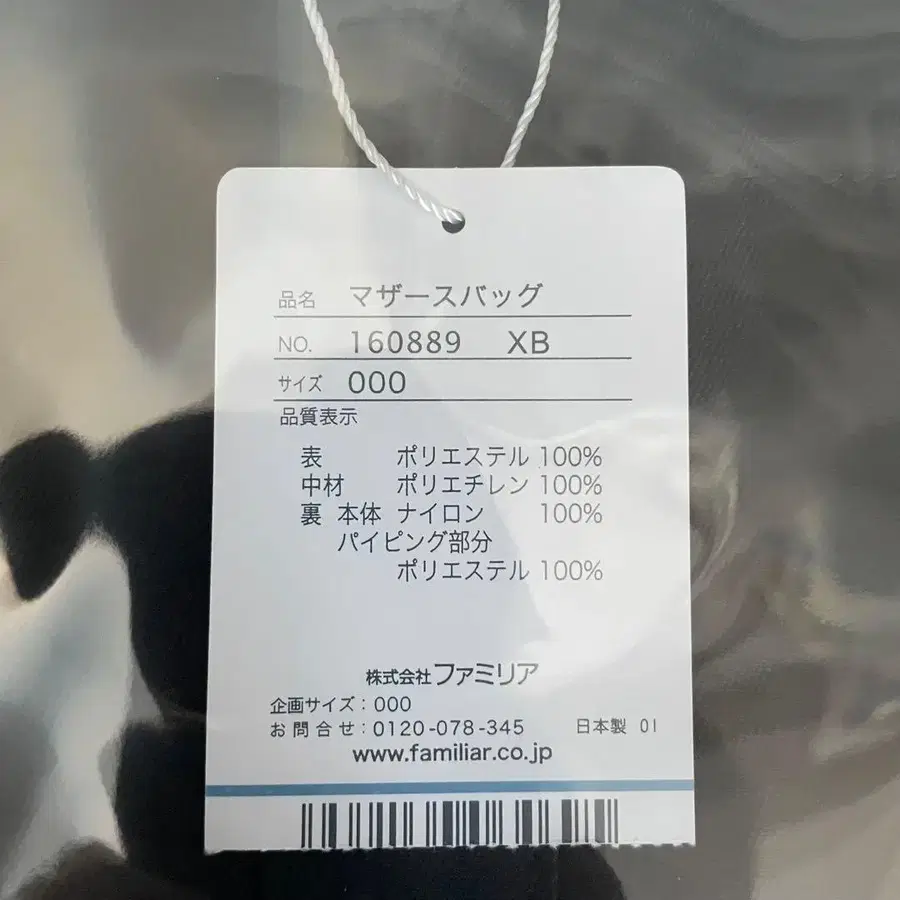 品名 マザースバッグ
NO. 160889 XB
サイズ 000
品質表示
表 ポリエステル 100%
中材 ポリエチレン 100%
裏 本体 ナイロン 100%
パイピング部分
ポリエステル 100%
株式会社ファミリア
企画サイズ：000
お問合せ：0120-078-345 日本製 01
www.familiar.co.jp